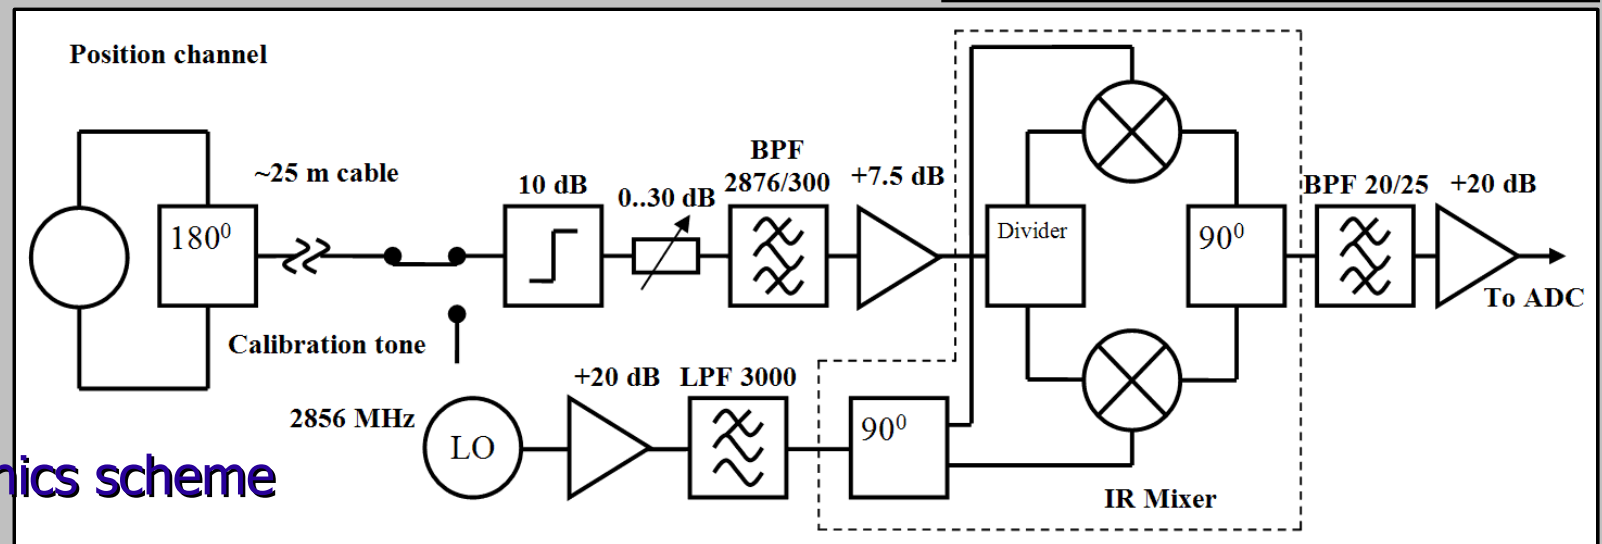 Position channel
~25 m cable
180⁰
Calibration tone
10 dB
0..30 dB
BPF
2876/300
+7.5 dB
Divider
90⁰
BPF 20/25
+20 dB
To ADC
2856 MHz
LO
+20 dB
LPF 3000
90⁰
IR Mixer
nics scheme